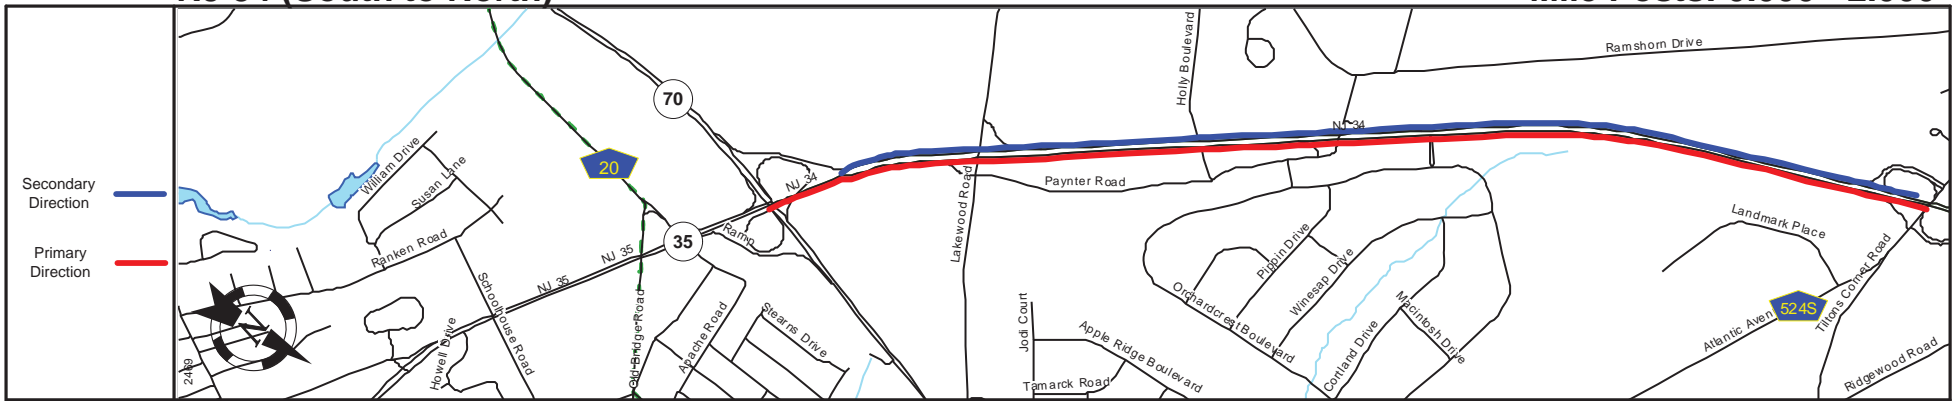 Secondary
Direction
Primary
Direction
William Drive
Susan Lane
Ranken Road
Schoolhouse Road
Howell Drive
2469
N
NJ 35
NJ 35
Old Bridge Road
20
70
35
Ramp
NJ 34
Apache Road
Stearns Drive
Lakewood Road
Holly Boulevard
NJ 34
Ramshorn Drive
Paynter Road
Jodi Court
Tamarck Road
Apple Ridge Boulevard
Orchardcrest Boulevard
Pippin Drive
Winesap Drive
Cortland Drive
Macintosh Drive
Landmark Place
Atlantic Aven
524S
Tiltons Corner Road
Ridgewood Road